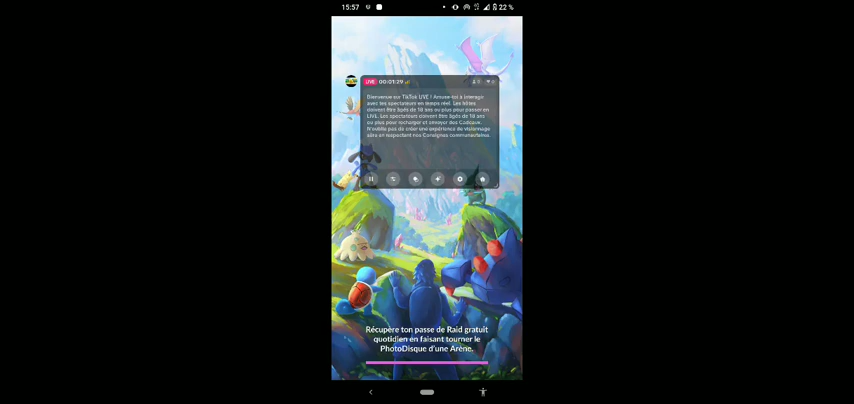 15:57
22 %
LIVE 00:01:29
Bienvenue sur TikTok LIVE ! Amuse-toi à interagir
avec les spectateurs en temps réel. Les hôtes
doivent être âgés de 18 ans ou plus pour passer en
LIVE. Les spectateurs doivent être âgés de 18 ans
ou plus pour recharger et envoyer des Cadeaux.
N'oublie pas de créer une expérience de visionnage
sûre en respectant nos Consignes communautaires.
Récupère ton passe de Raid gratuit
quotidien en faisant tourner le
PhotoDisque d'une Arène.